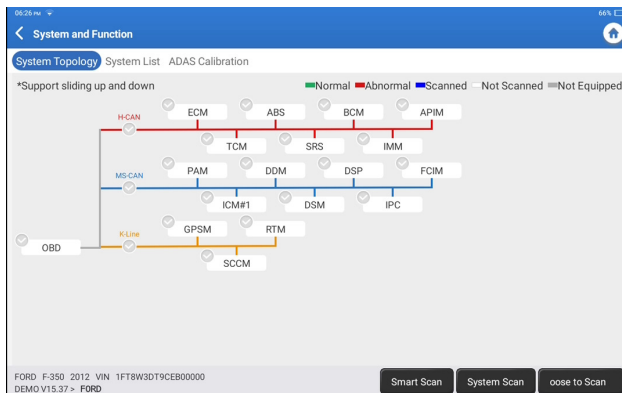 06:26 PM 66%
System and Function
System Topology System List ADAS Calibration
*Support sliding up and down Normal Abnormal Scanned Not Scanned Not Equipped
ECM ABS BCM APIM
H-CAN
TCM SRS IMM
PAM DDM DSP FCIM
MS-CAN
ICM#1 DSM IPC
GPSM RTM
K-Line
OBD
SCCM
FORD F-350 2012 VIN 1FT8W3DT9CEB00000
DEMO V15.37 > FORD
Smart Scan System Scan oose to Scan